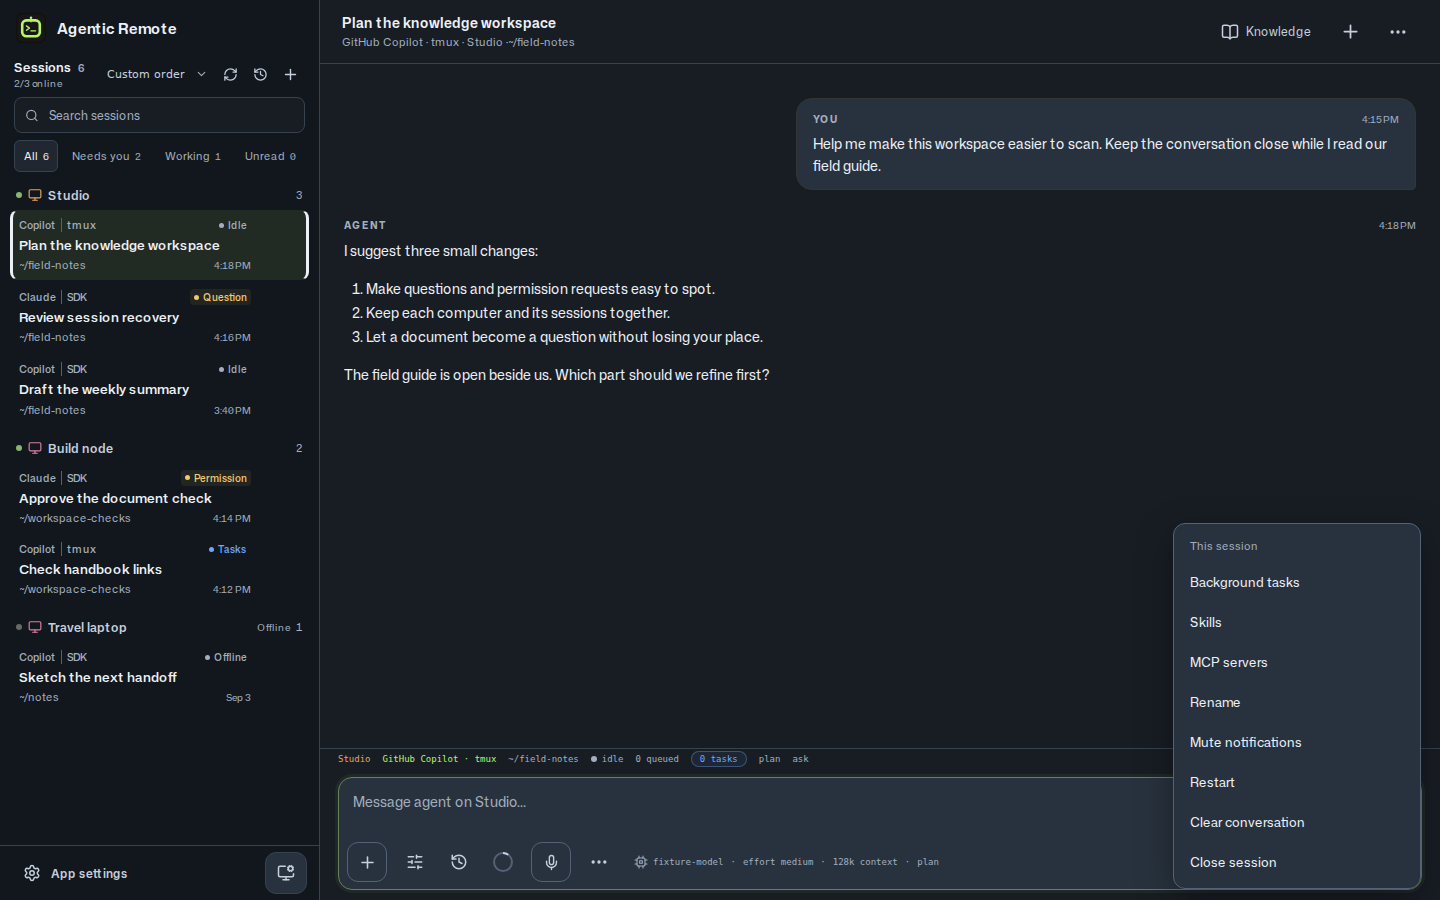 Agentic Remote
Sessions 6
2/3 online
Custom order
Search sessions
All 6
Needs you 2
Working 1
Unread 0
Studio 3
Copilot | tmux
Idle
Plan the knowledge workspace
~/field-notes
4:18 PM
Claude | SDK
Question
Review session recovery
~/field-notes
4:16 PM
Copilot | SDK
Idle
Draft the weekly summary
~/field-notes
3:40 PM
Build node 2
Claude | SDK
Permission
Approve the document check
~/workspace-checks
4:14 PM
Copilot | tmux
Tasks
Check handbook links
~/workspace-checks
4:12 PM
Travel laptop
Offline 1
Copilot | SDK
Offline
Sketch the next handoff
~/notes
Sep 3
App settings
Plan the knowledge workspace
GitHub Copilot · tmux · Studio · ~/field-notes
Knowledge
YOU
4:15 PM
Help me make this workspace easier to scan. Keep the conversation close while I read our
field guide.
AGENT
4:18 PM
I suggest three small changes:
1. Make questions and permission requests easy to spot.
2. Keep each computer and its sessions together.
3. Let a document become a question without losing your place.
The field guide is open beside us. Which part should we refine first?
This session
Background tasks
Skills
MCP servers
Rename
Mute notifications
Restart
Clear conversation
Close session
Studio GitHub Copilot · tmux ~/field-notes idle 0 queued 0 tasks plan ask
Message agent on Studio...
fixture-model · effort medium · 128k context · plan